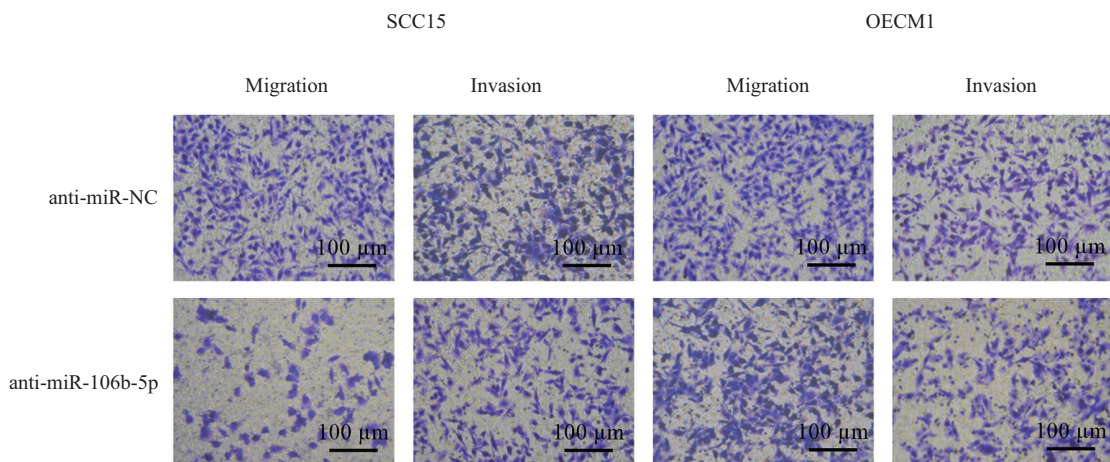 SCC15 OECM1
Migration Invasion Migration Invasion
anti-miR-NC
100 µm 100 µm 100 µm 100 µm
anti-miR-106b-5p
100 µm 100 µm 100 µm 100 µm